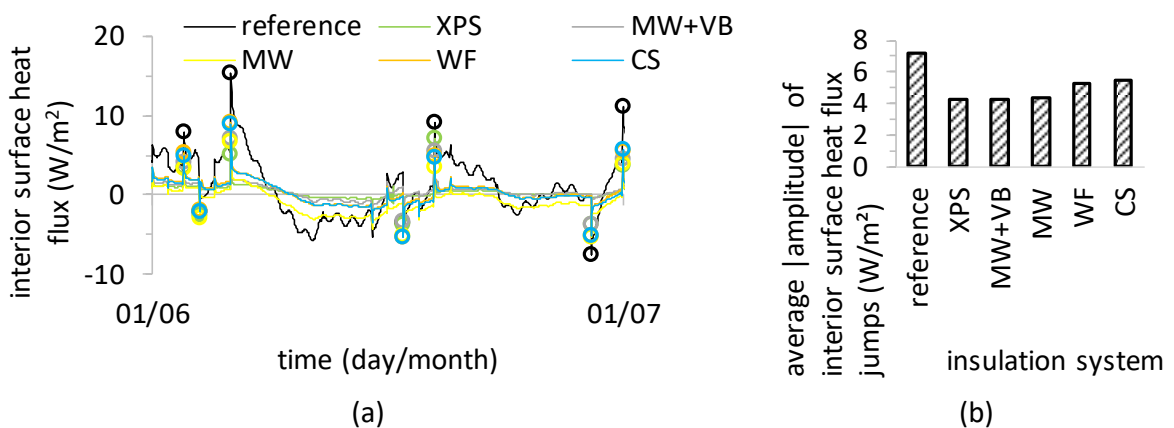 reference
XPS
MW+VB
MW
WF
CS
interior surface heat
flux (W/m²)
20
10
0
-10
01/06
01/07
time (day/month)
(a)
average |amplitude| of
interior surface heat flux
jumps (W/m²)
8
6
4
2
0
reference
XPS
MW+VB
MW
WF
CS
insulation system
(b)